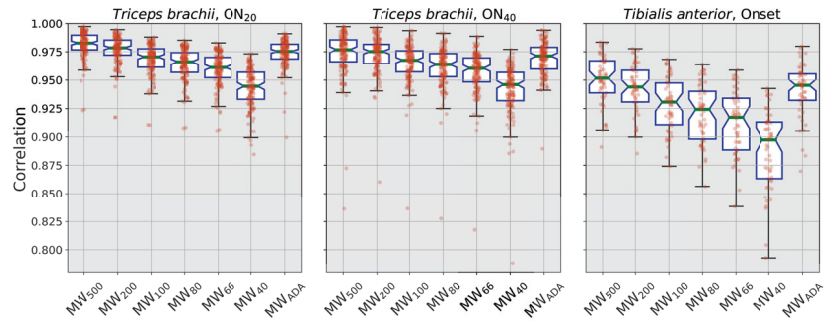 Triceps brachii, ON20
Triceps brachii, ON40
Tibialis anterior, Onset
Correlation
1.000
0.975
0.950
0.925
0.900
0.875
0.850
0.825
0.800
MW500
MW200
MW100
MW80
MW66
MW40
MWADA
MW500
MW200
MW100
MW80
MW66
MW40
MWADA
MW500
MW200
MW100
MW80
MW66
MW40
MWADA